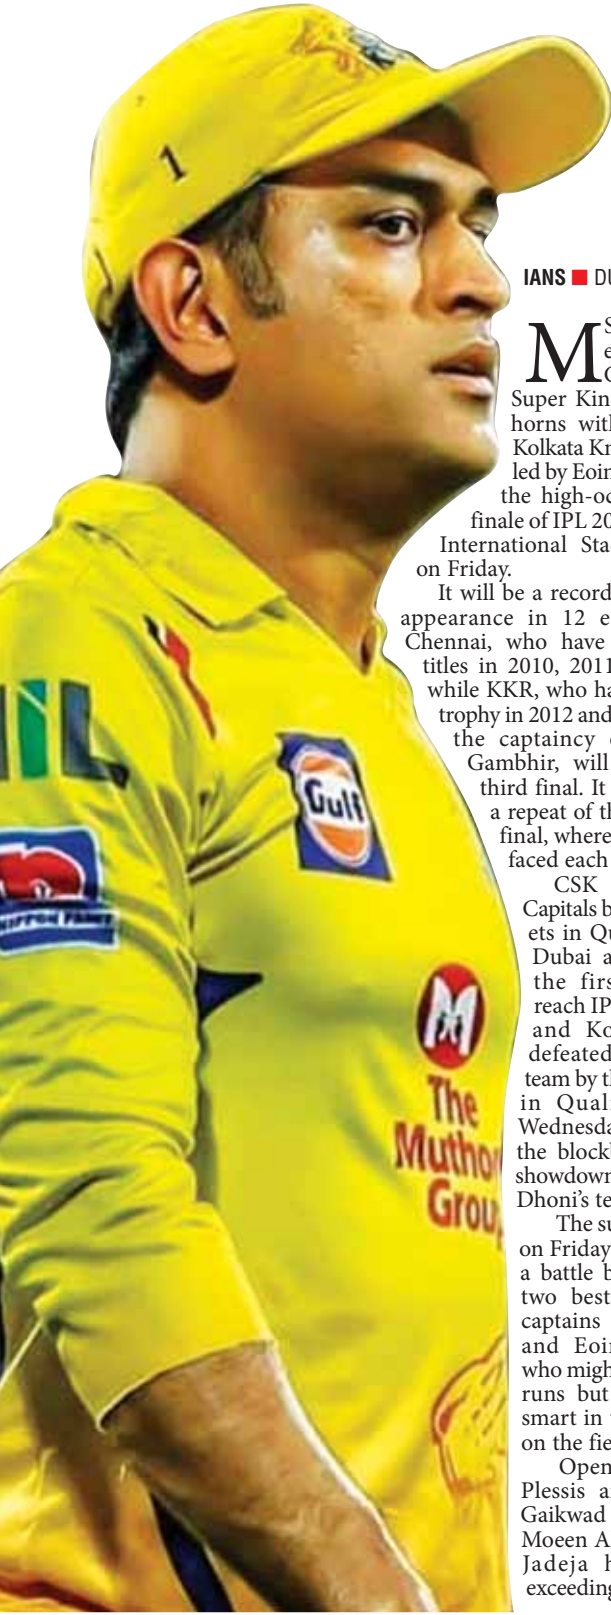 1
Gulf
NIPPON PAINT
M
The
Muthoo
Group
IANS ■ DU
MS
Super Kin
horns with
Kolkata Kn
led by Eoin
the high-oc
finale of IPL 20
International Sta
on Friday.
It will be a record
appearance in 12 e
Chennai, who have
titles in 2010, 2011
while KKR, who ha
trophy in 2012 and
the captaincy
Gambhir, will
third final. It
a repeat of th
final, where
faced each
CSK
Capitals b
ets in Qu
Dubai a
the firs
reach IP
and Ko
defeated
team by th
in Quali
Wednesda
the block
showdown
Dhoni's te
The su
on Friday
a battle b
two best
captains
and Eoin
who migh
runs but
smart in
on the fie
Open
Plessis a
Gaikwad
Moeen A
Jadeja h
exceeding